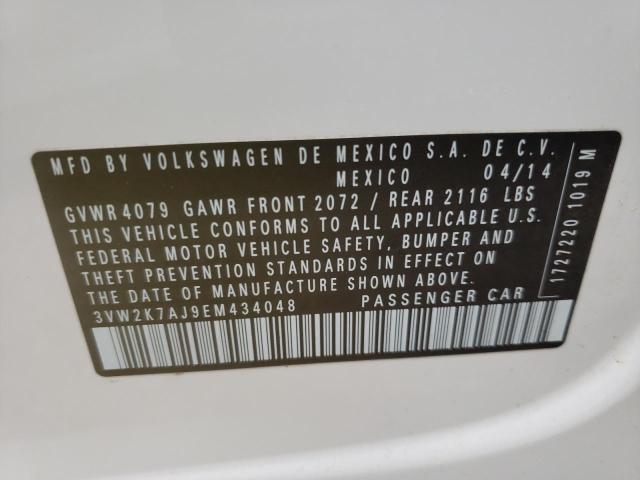 MFD BY VOLKSWAGEN DE MEXICO S.A. DE C.V.
MEXICO 04/14
GVWR 4079 GAWR FRONT 2072 / REAR 2116 LBS
THIS VEHICLE CONFORMS TO ALL APPLICABLE U.S.
FEDERAL MOTOR VEHICLE SAFETY, BUMPER AND
THEFT PREVENTION STANDARDS IN EFFECT ON
THE DATE OF MANUFACTURE SHOWN ABOVE.
3VW2K7AJ9EM434048 PASSENGER CAR
1727220 1019 M